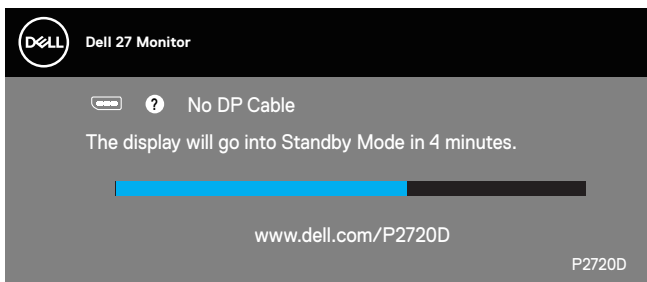 DELL
Dell 27 Monitor
? No DP Cable
The display will go into Standby Mode in 4 minutes.
www.dell.com/P2720D
P2720D